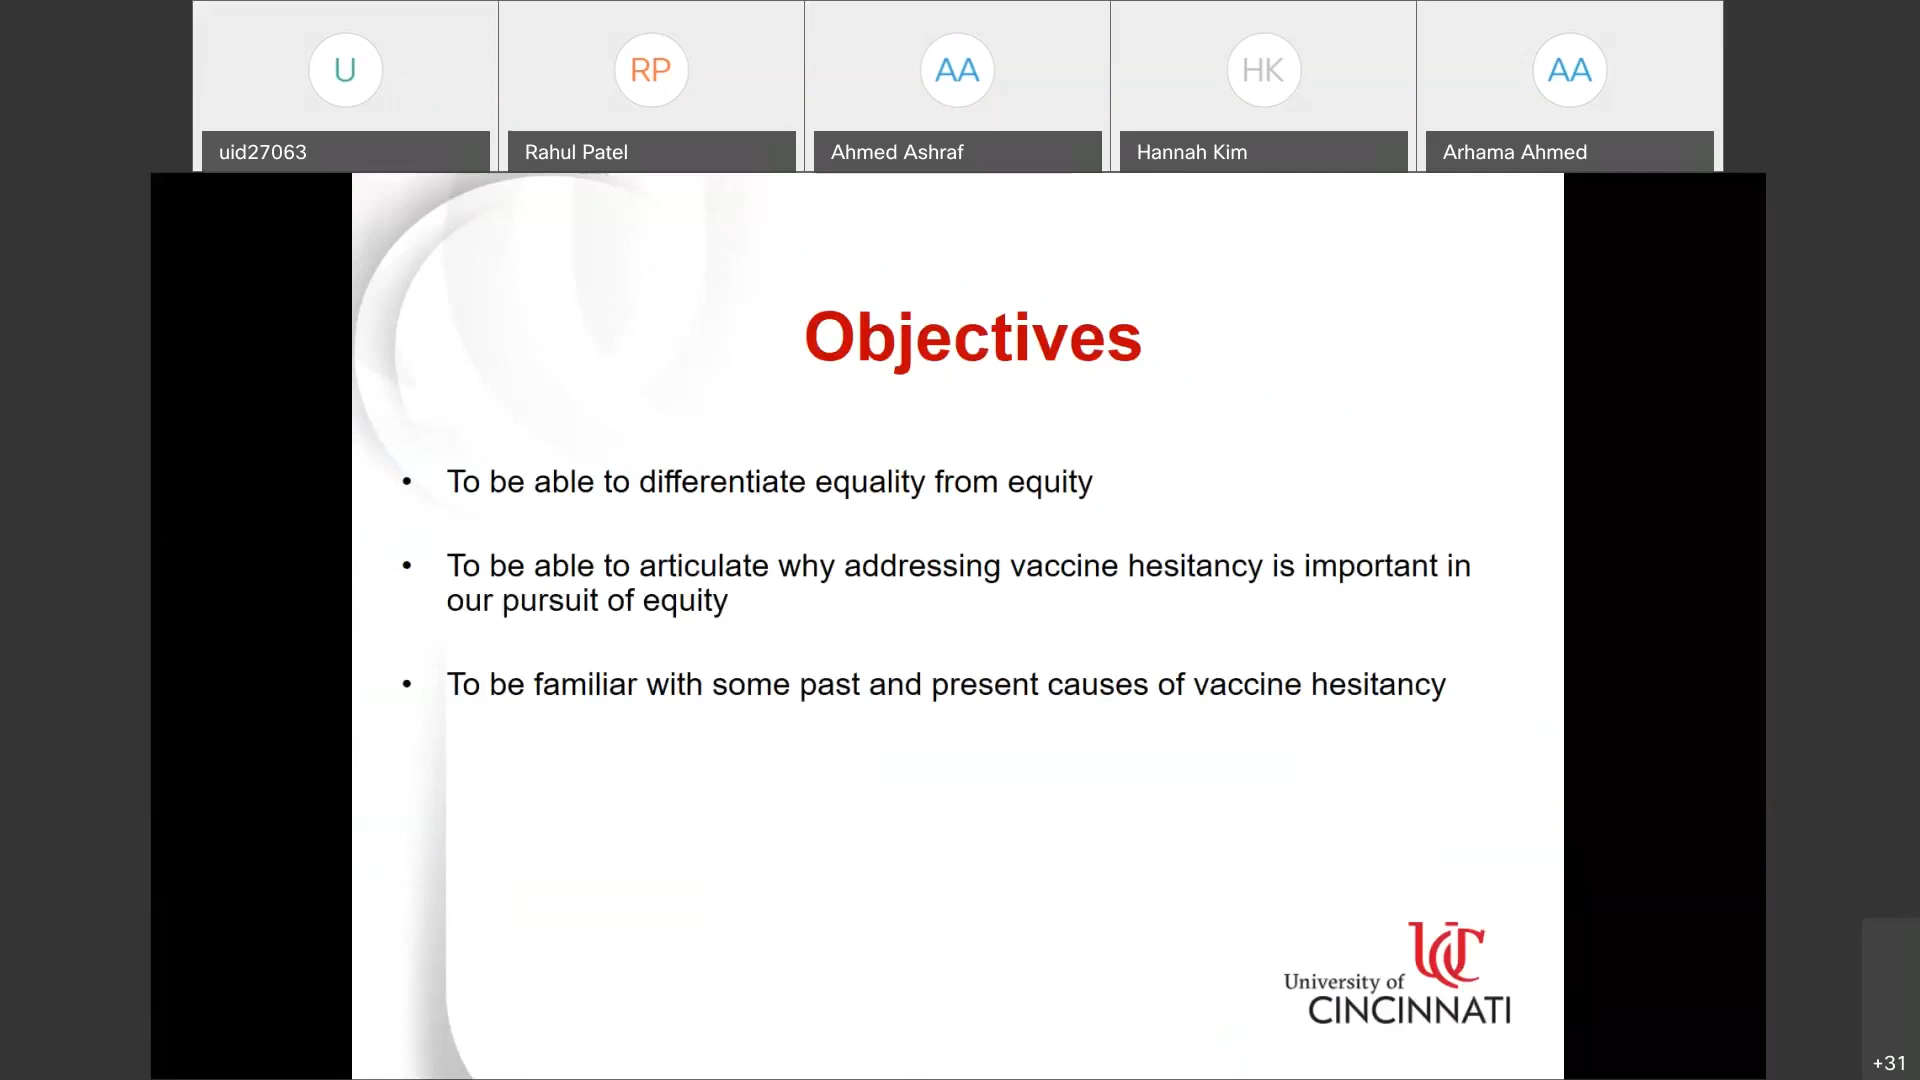 U
RP
AA
HK
AA
uid27063
Rahul Patel
Ahmed Ashraf
Hannah Kim
Arhama Ahmed
Objectives
• To be able to differentiate equality from equity
• To be able to articulate why addressing vaccine hesitancy is important in
our pursuit of equity
• To be familiar with some past and present causes of vaccine hesitancy
UC
University of
CINCINNATI
+31